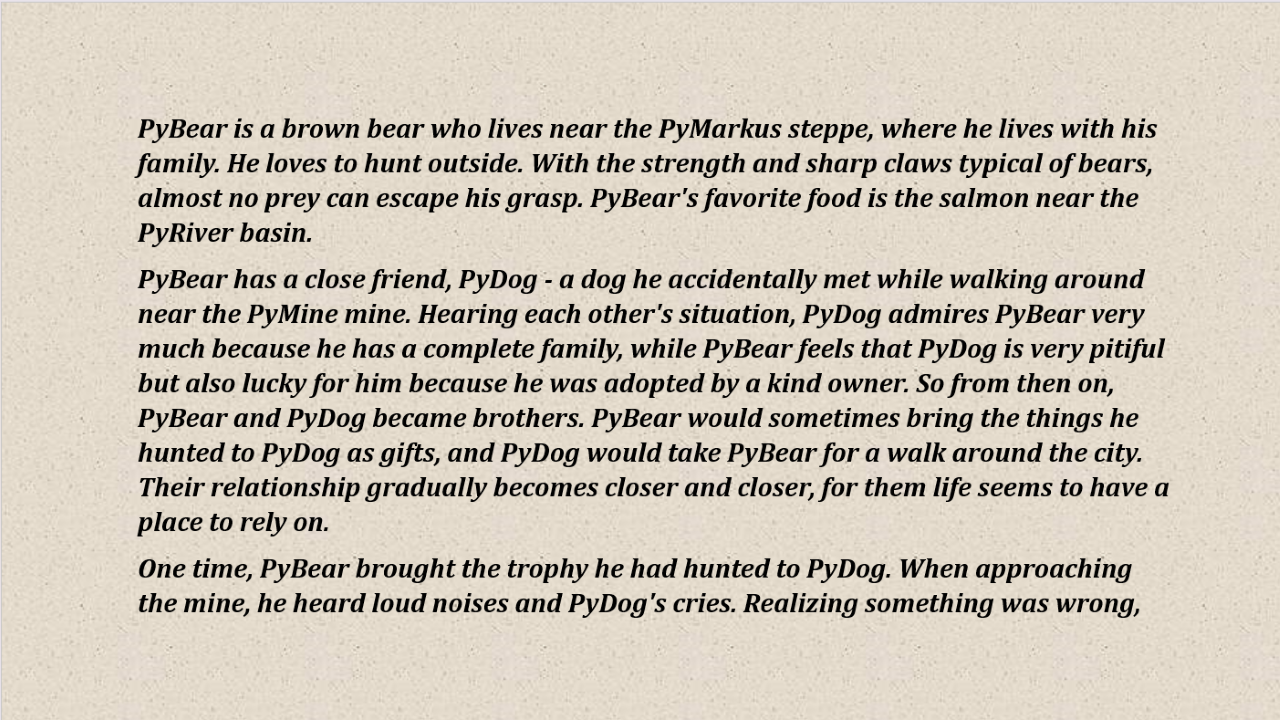 PyBear is a brown bear who lives near the PyMarkus steppe, where he lives with his
family. He loves to hunt outside. With the strength and sharp claws typical of bears,
almost no prey can escape his grasp. PyBear's favorite food is the salmon near the
PyRiver basin.
PyBear has a close friend, PyDog - a dog he accidentally met while walking around
near the PyMine mine. Hearing each other's situation, PyDog admires PyBear very
much because he has a complete family, while PyBear feels that PyDog is very pitiful
but also lucky for him because he was adopted by a kind owner. So from then on,
PyBear and PyDog became brothers. PyBear would sometimes bring the things he
hunted to PyDog as gifts, and PyDog would take PyBear for a walk around the city.
Their relationship gradually becomes closer and closer, for them life seems to have a
place to rely on.
One time, PyBear brought the trophy he had hunted to PyDog. When approaching
the mine, he heard loud noises and PyDog's cries. Realizing something was wrong,